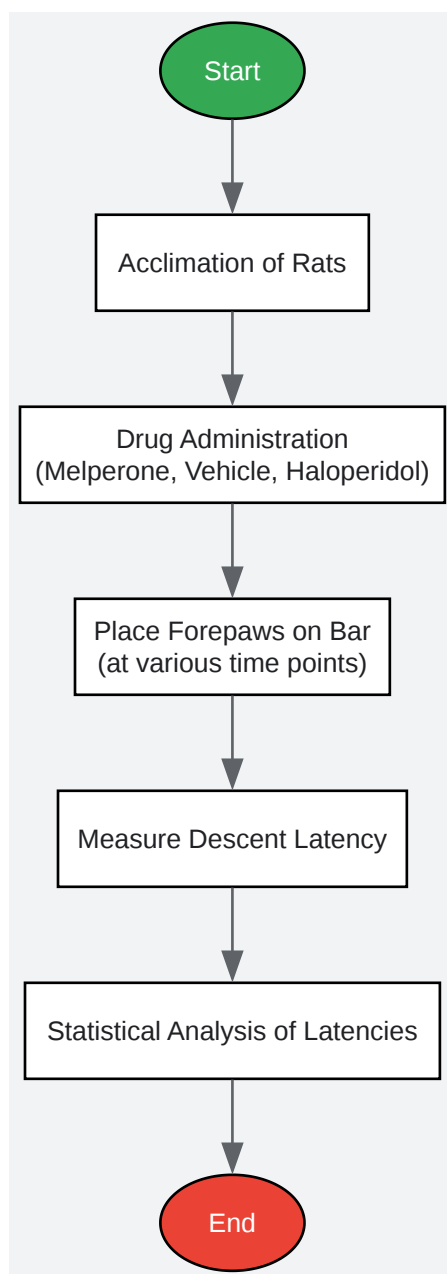 Start
Acclimation of Rats
Drug Administration
(Melperone, Vehicle, Haloperidol)
Place Forepaws on Bar
(at various time points)
Measure Descent Latency
Statistical Analysis of Latencies
End